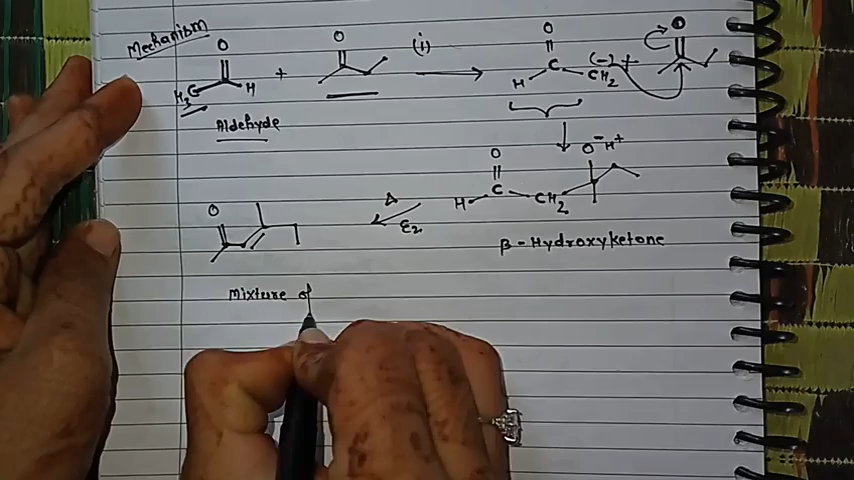 Mechanism
O O (i) O O
H₃C H + H C CH₂ (-) +
Aldehyde
O⁻ H⁺
O
H C CH₂
Δ
E₂
O
β-Hydroxyketone
Mixture of